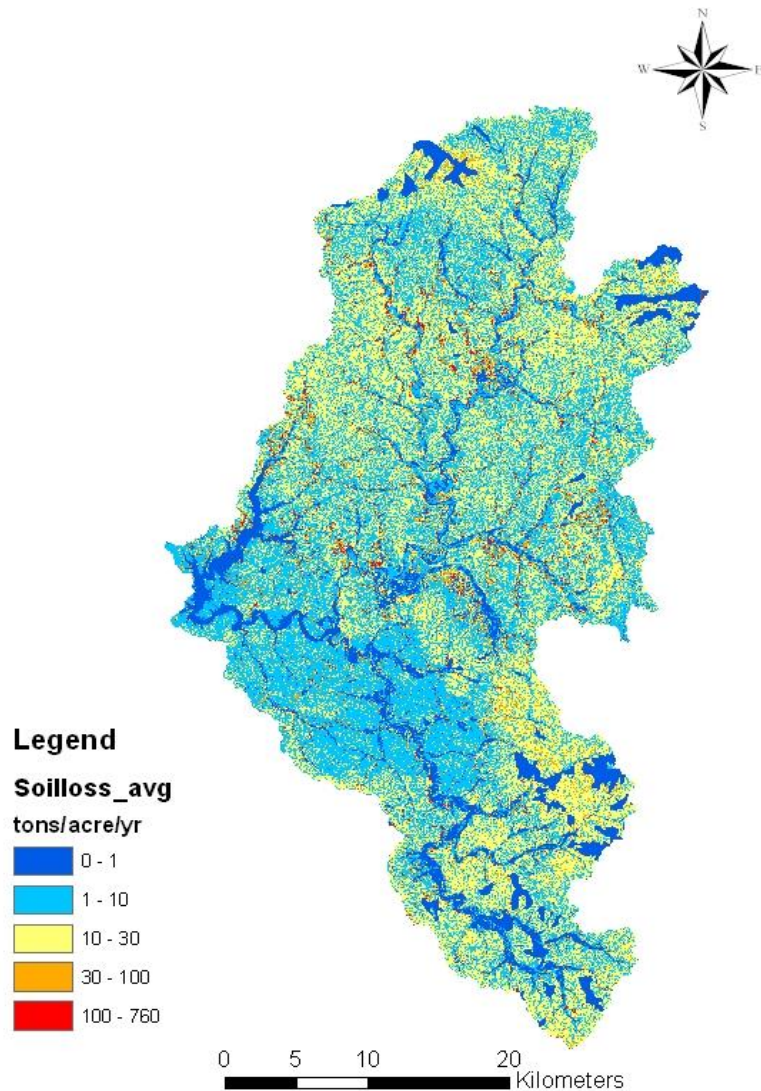 N
W E
S
Legend
Soilloss_avg
tons/acre/yr
0 - 1
1 - 10
10 - 30
30 - 100
100 - 760
0 5 10 20
Kilometers